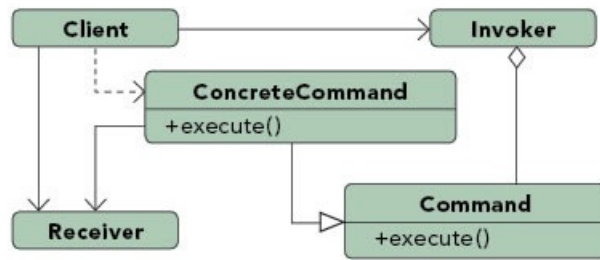 Client
Invoker
ConcreteCommand
+execute()
Command
Receiver
+execute()